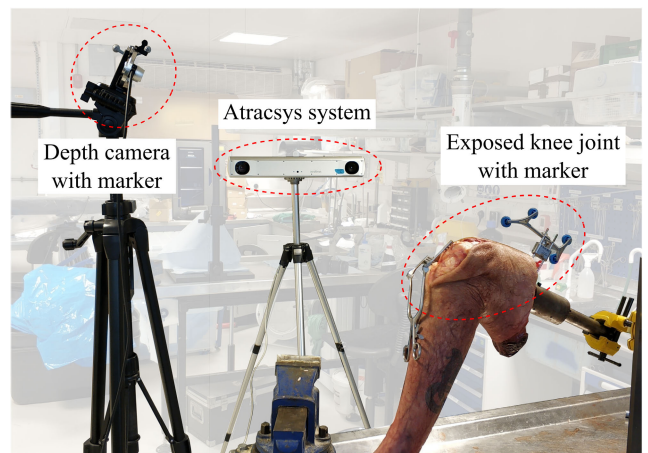 Atracsys system
Depth camera
with marker
Exposed knee joint
with marker